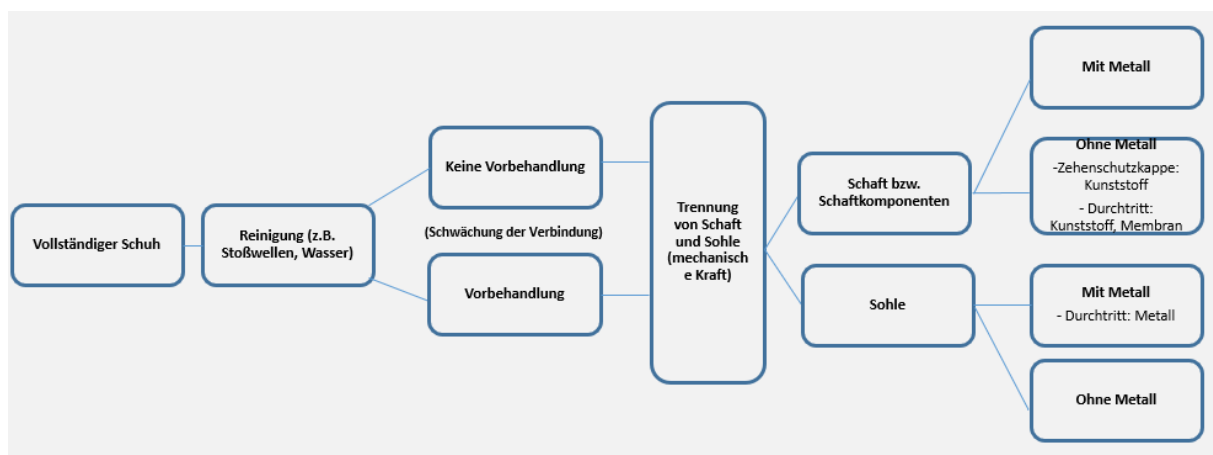 Vollständiger Schuh
Reinigung (z.B.
Stoßwellen, Wasser)
Keine Vorbehandlung
(Schwächung der Verbindung)
Vorbehandlung
Trennung
von Schaft
und Sohle
(mechanisch
e Kraft)
Schaft bzw.
Schaftkomponenten
Sohle
Mit Metall
Ohne Metall
-Zehenschutzkappe:
Kunststoff
- Durchtritt:
Kunststoff, Membran
Mit Metall
- Durchtritt: Metall
Ohne Metall